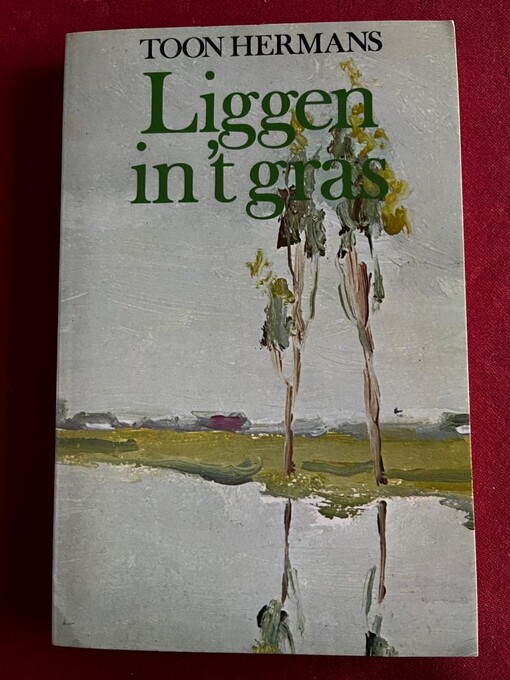 TOON HERMANS
Liggen
in 't gras